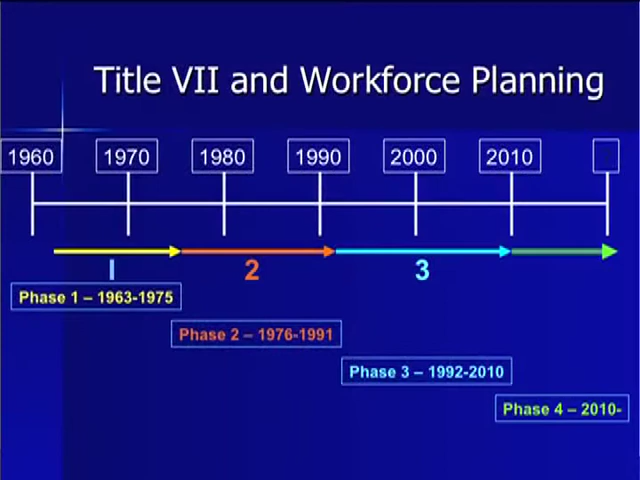 Title VII and Workforce Planning
1960 1970 1980 1990 2000 2010
1 2 3
Phase 1 – 1963-1975
Phase 2 – 1976-1991
Phase 3 – 1992-2010
Phase 4 – 2010-